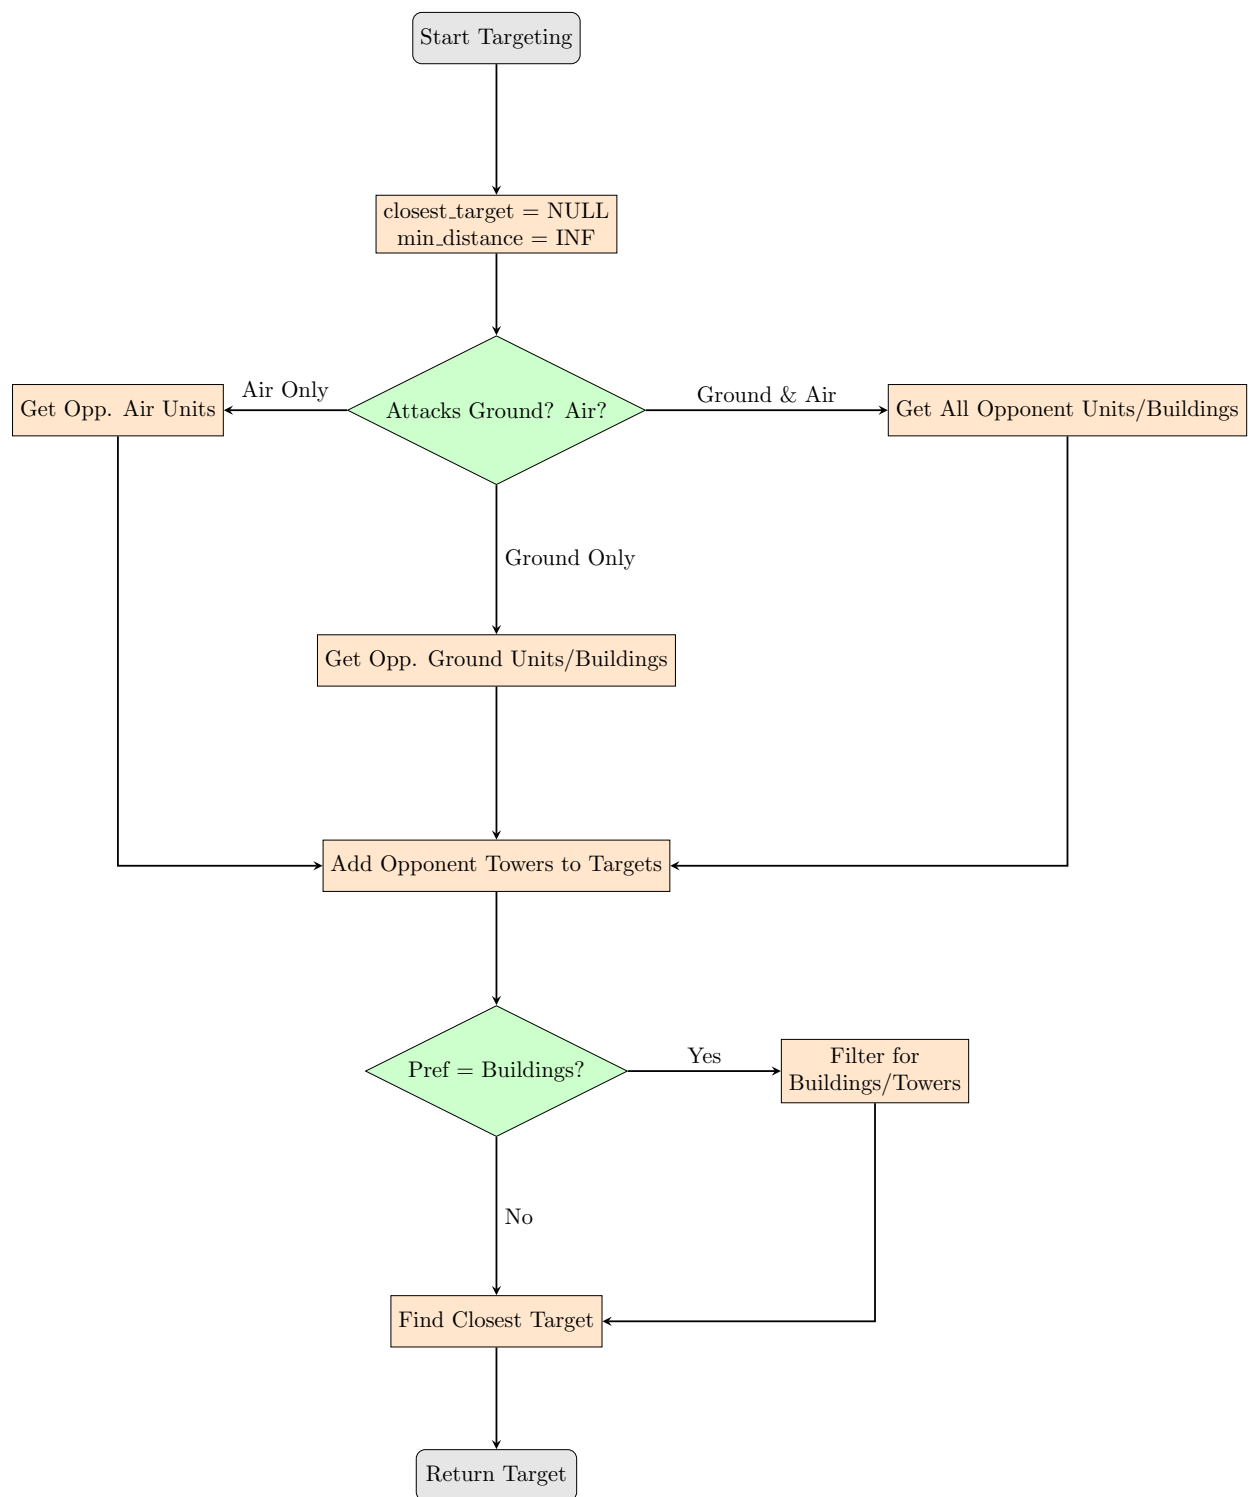 Start Targeting
closest_target = NULL
min_distance = INF
Air Only
Ground & Air
Get Opp. Air Units
Attacks Ground? Air?
Get All Opponent Units/Buildings
Ground Only
Get Opp. Ground Units/Buildings
Add Opponent Towers to Targets
Pref = Buildings?
Yes
Filter for
Buildings/Towers
No
Find Closest Target
Return Target